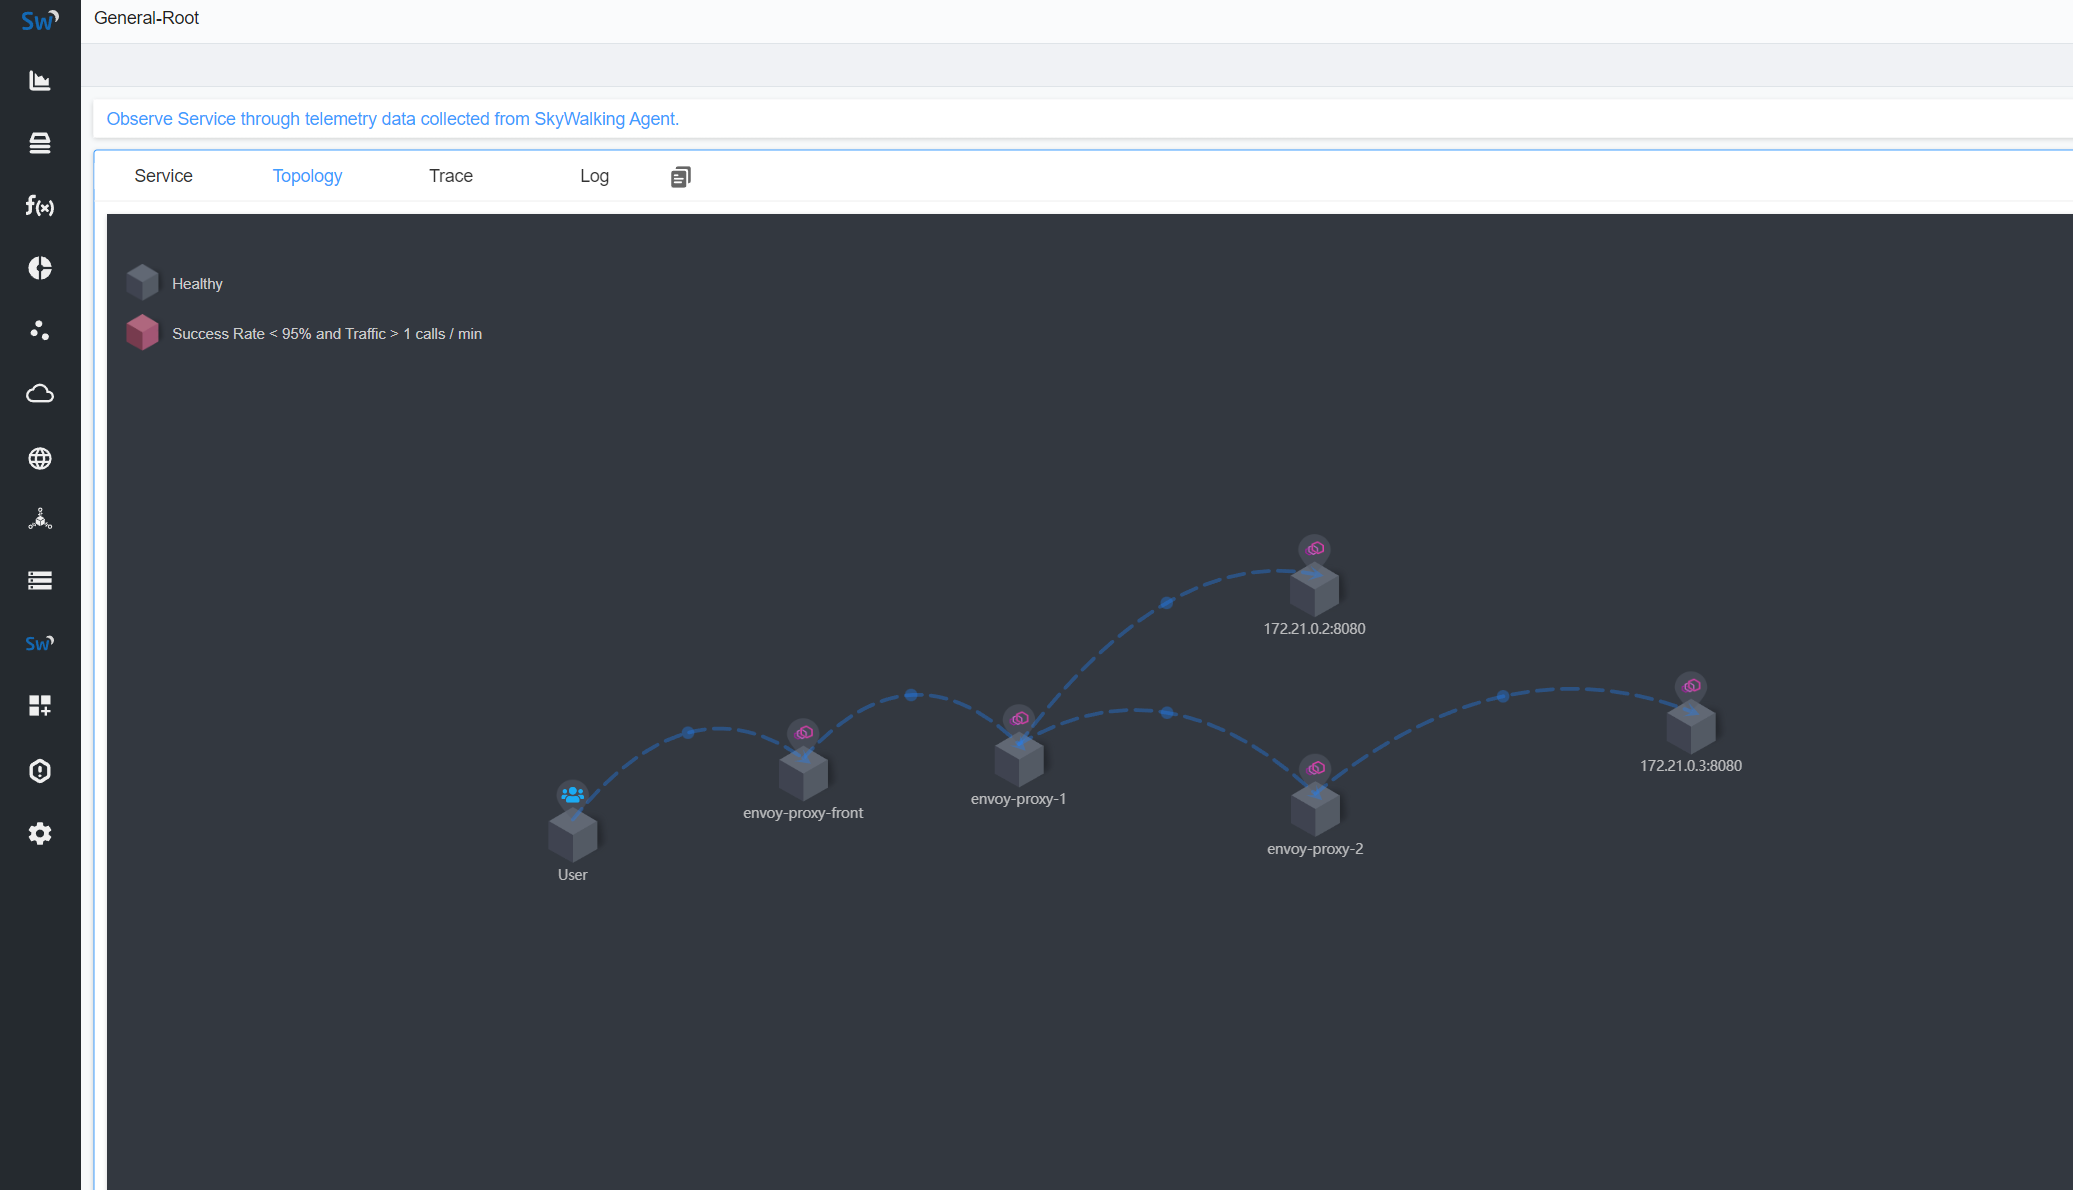 Sw
General-Root
Observe Service through telemetry data collected from SkyWalking Agent.
Service
Topology
Trace
Log
f(x)
Healthy
Success Rate < 95% and Traffic > 1 calls / min
172.21.0.2:8080
Sw
172.21.0.3:8080
envoy-proxy-1
envoy-proxy-front
envoy-proxy-2
User